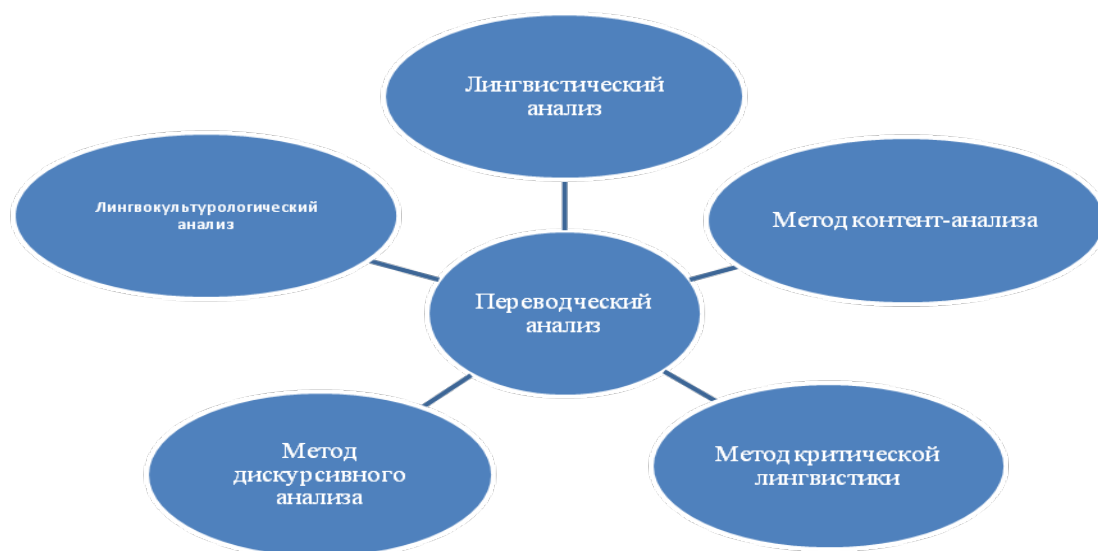 Лингвистический
анализ
Лингвокультурологический
анализ
Метод контент-анализа
Переводческий
анализ
Метод
дискурсивного
анализа
Метод критической
лингвистики